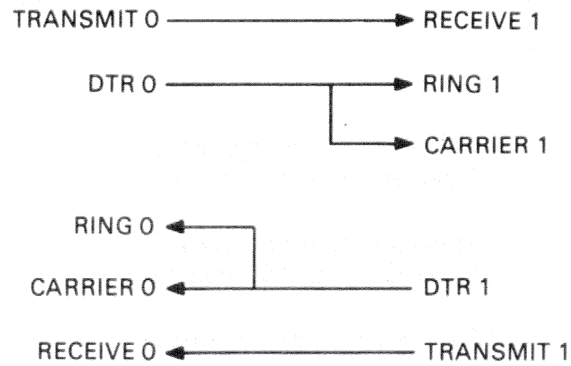 TRANSMIT 0 RECEIVE 1
DTR 0 RING 1
CARRIER 1
RING 0
CARRIER 0 DTR 1
RECEIVE 0 TRANSMIT 1